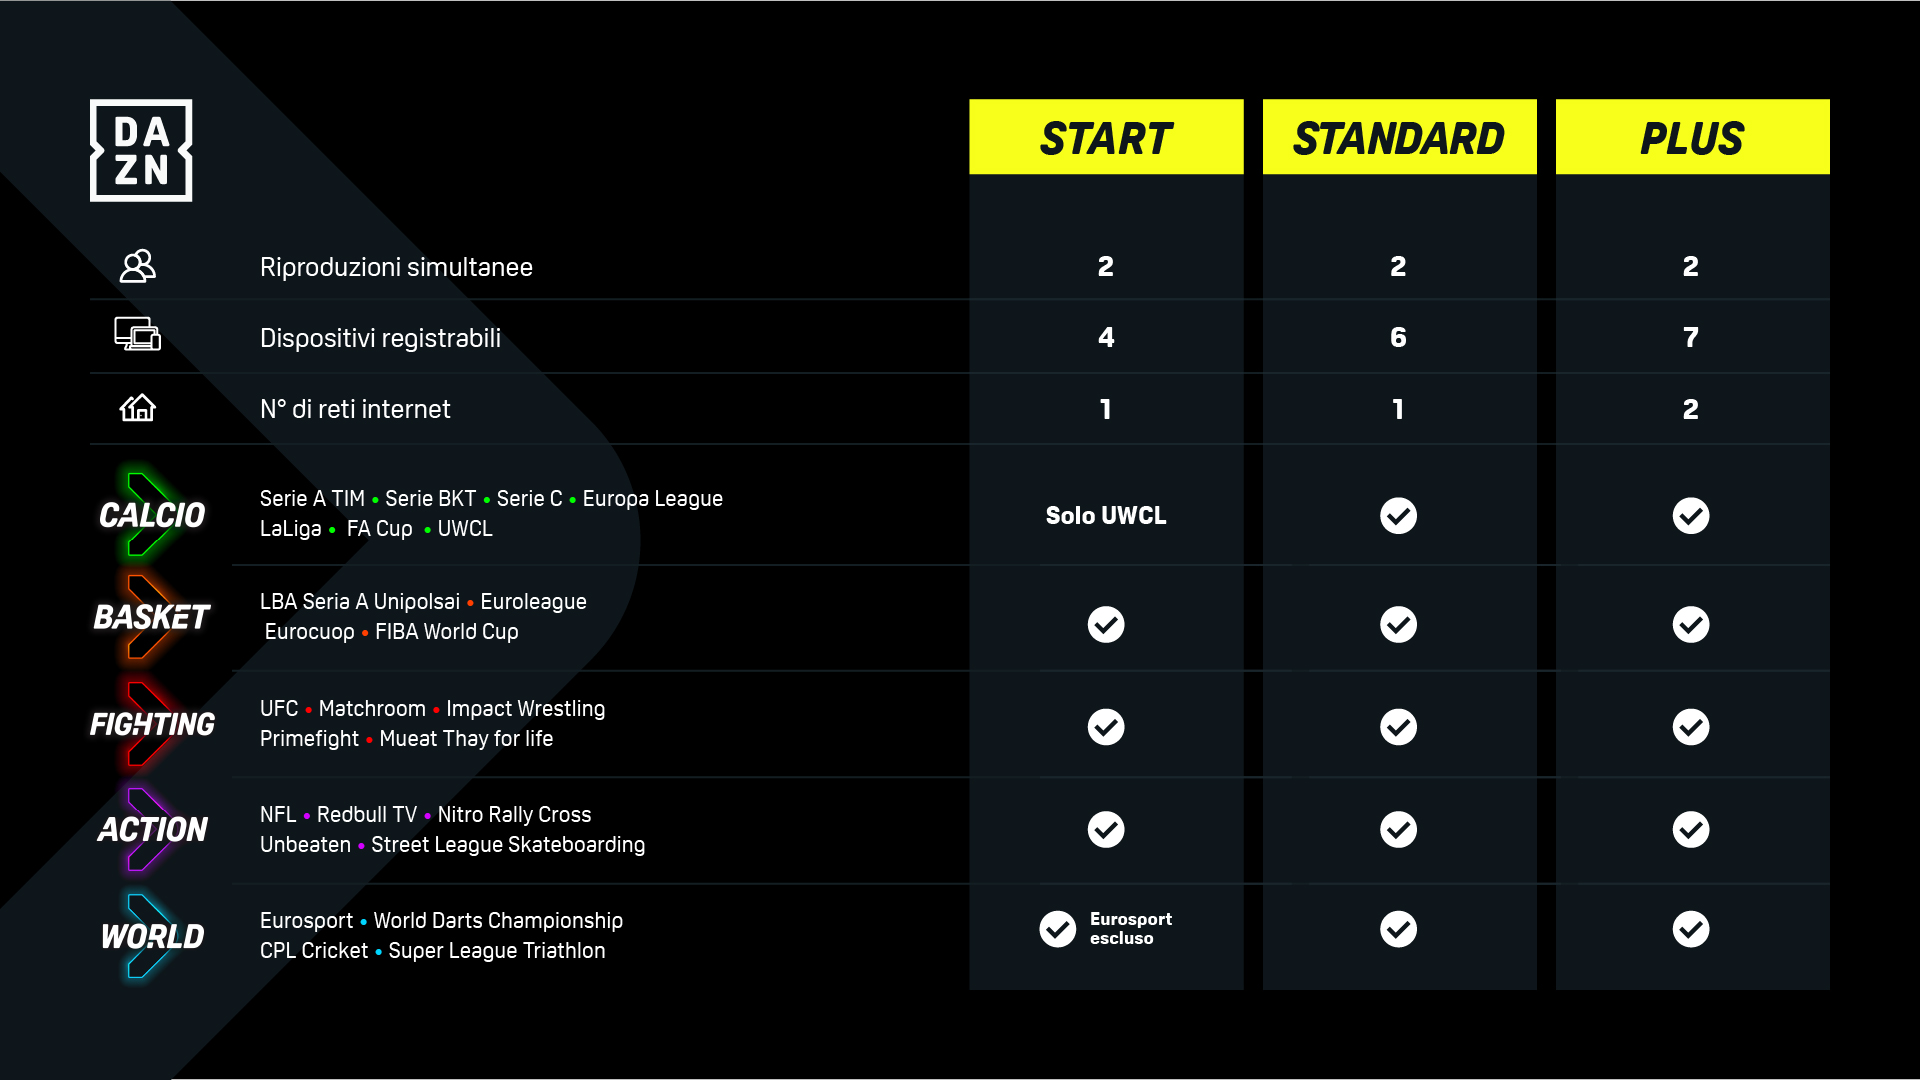 DA
ZN
START STANDARD PLUS
Riproduzioni simultanee 2 2 2
Dispositivi registrabili 4 6 7
N° di reti internet 1 1 2
CALCIO
Serie A TIM • Serie BKT • Serie C • Europa League
LaLiga • FA Cup • UWCL
Solo UWCL
BASKET
LBA Seria A Unipolsai • Euroleague
Eurocuop • FIBA World Cup
FIGHTING
UFC • Matchroom • Impact Wrestling
Primefight • Mueat Thay for life
ACTION
NFL • Redbull TV • Nitro Rally Cross
Unbeaten • Street League Skateboarding
WORLD
Eurosport • World Darts Championship
CPL Cricket • Super League Triathlon
Eurosport
escluso